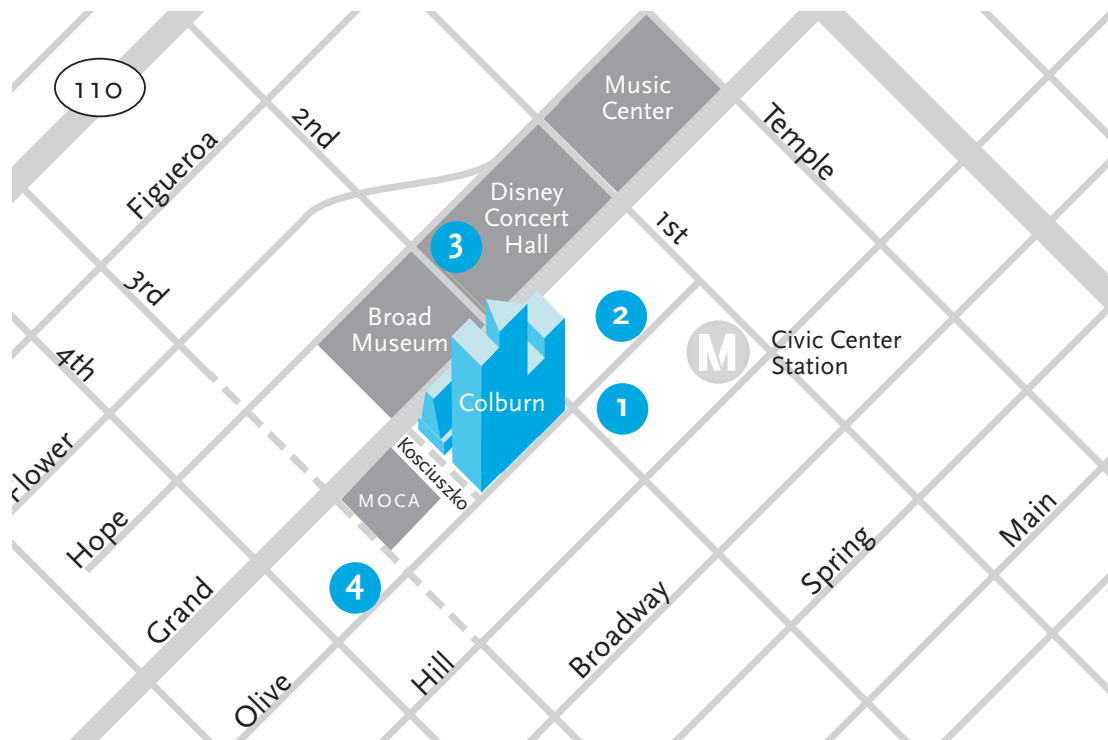 110
Figueroa
2nd
Music
Center
Temple
Disney
Concert
Hall
1st
3
3rd
Broad
Museum
2
M
Civic Center
Station
4th
Colburn
1
Kosciuszko
MOCA
Flower
Hope
4
Grand
Olive
Hill
Broadway
Spring
Main